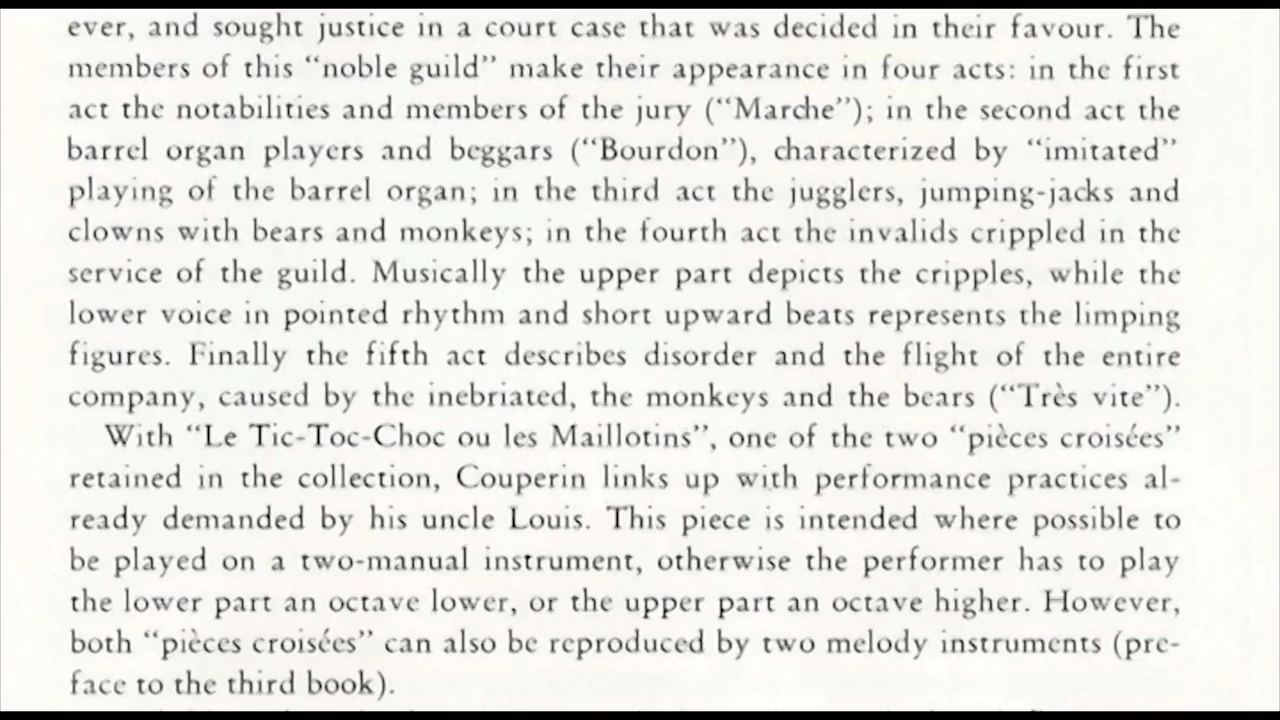 ever, and sought justice in a court case that was decided in their favour. The
members of this “noble guild” make their appearance in four acts: in the first
act the notabilities and members of the jury (“Marche”); in the second act the
barrel organ players and beggars (“Bourdon”), characterized by “imitated”
playing of the barrel organ; in the third act the jugglers, jumping-jacks and
clowns with bears and monkeys; in the fourth act the invalids crippled in the
service of the guild. Musically the upper part depicts the cripples, while the
lower voice in pointed rhythm and short upward beats represents the limping
figures. Finally the fifth act describes disorder and the flight of the entire
company, caused by the inebriated, the monkeys and the bears (“Très vite”).
With “Le Tic-Toc-Choc ou les Maillotins”, one of the two “pièces croisées”
retained in the collection, Couperin links up with performance practices al-
ready demanded by his uncle Louis. This piece is intended where possible to
be played on a two-manual instrument, otherwise the performer has to play
the lower part an octave lower, or the upper part an octave higher. However,
both “pièces croisées” can also be reproduced by two melody instruments (pre-
face to the third book).